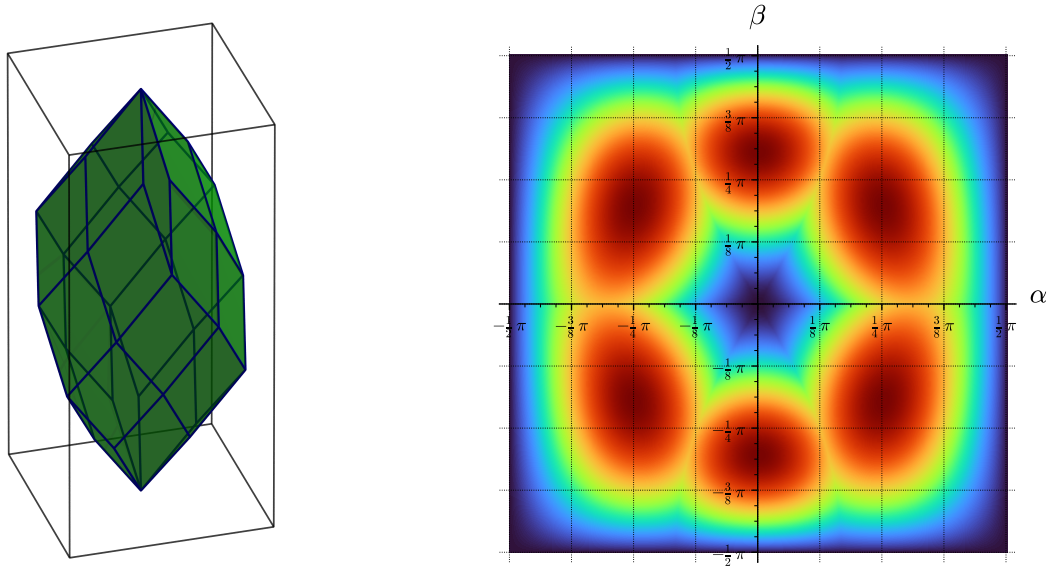 β
1/2 π
3/8 π
1/4 π
1/8 π
α
-1/2 π -3/8 π -1/4 π -1/8 π 1/8 π 1/4 π 3/8 π 1/2 π
-1/8 π
-1/4 π
-3/8 π
-1/2 π